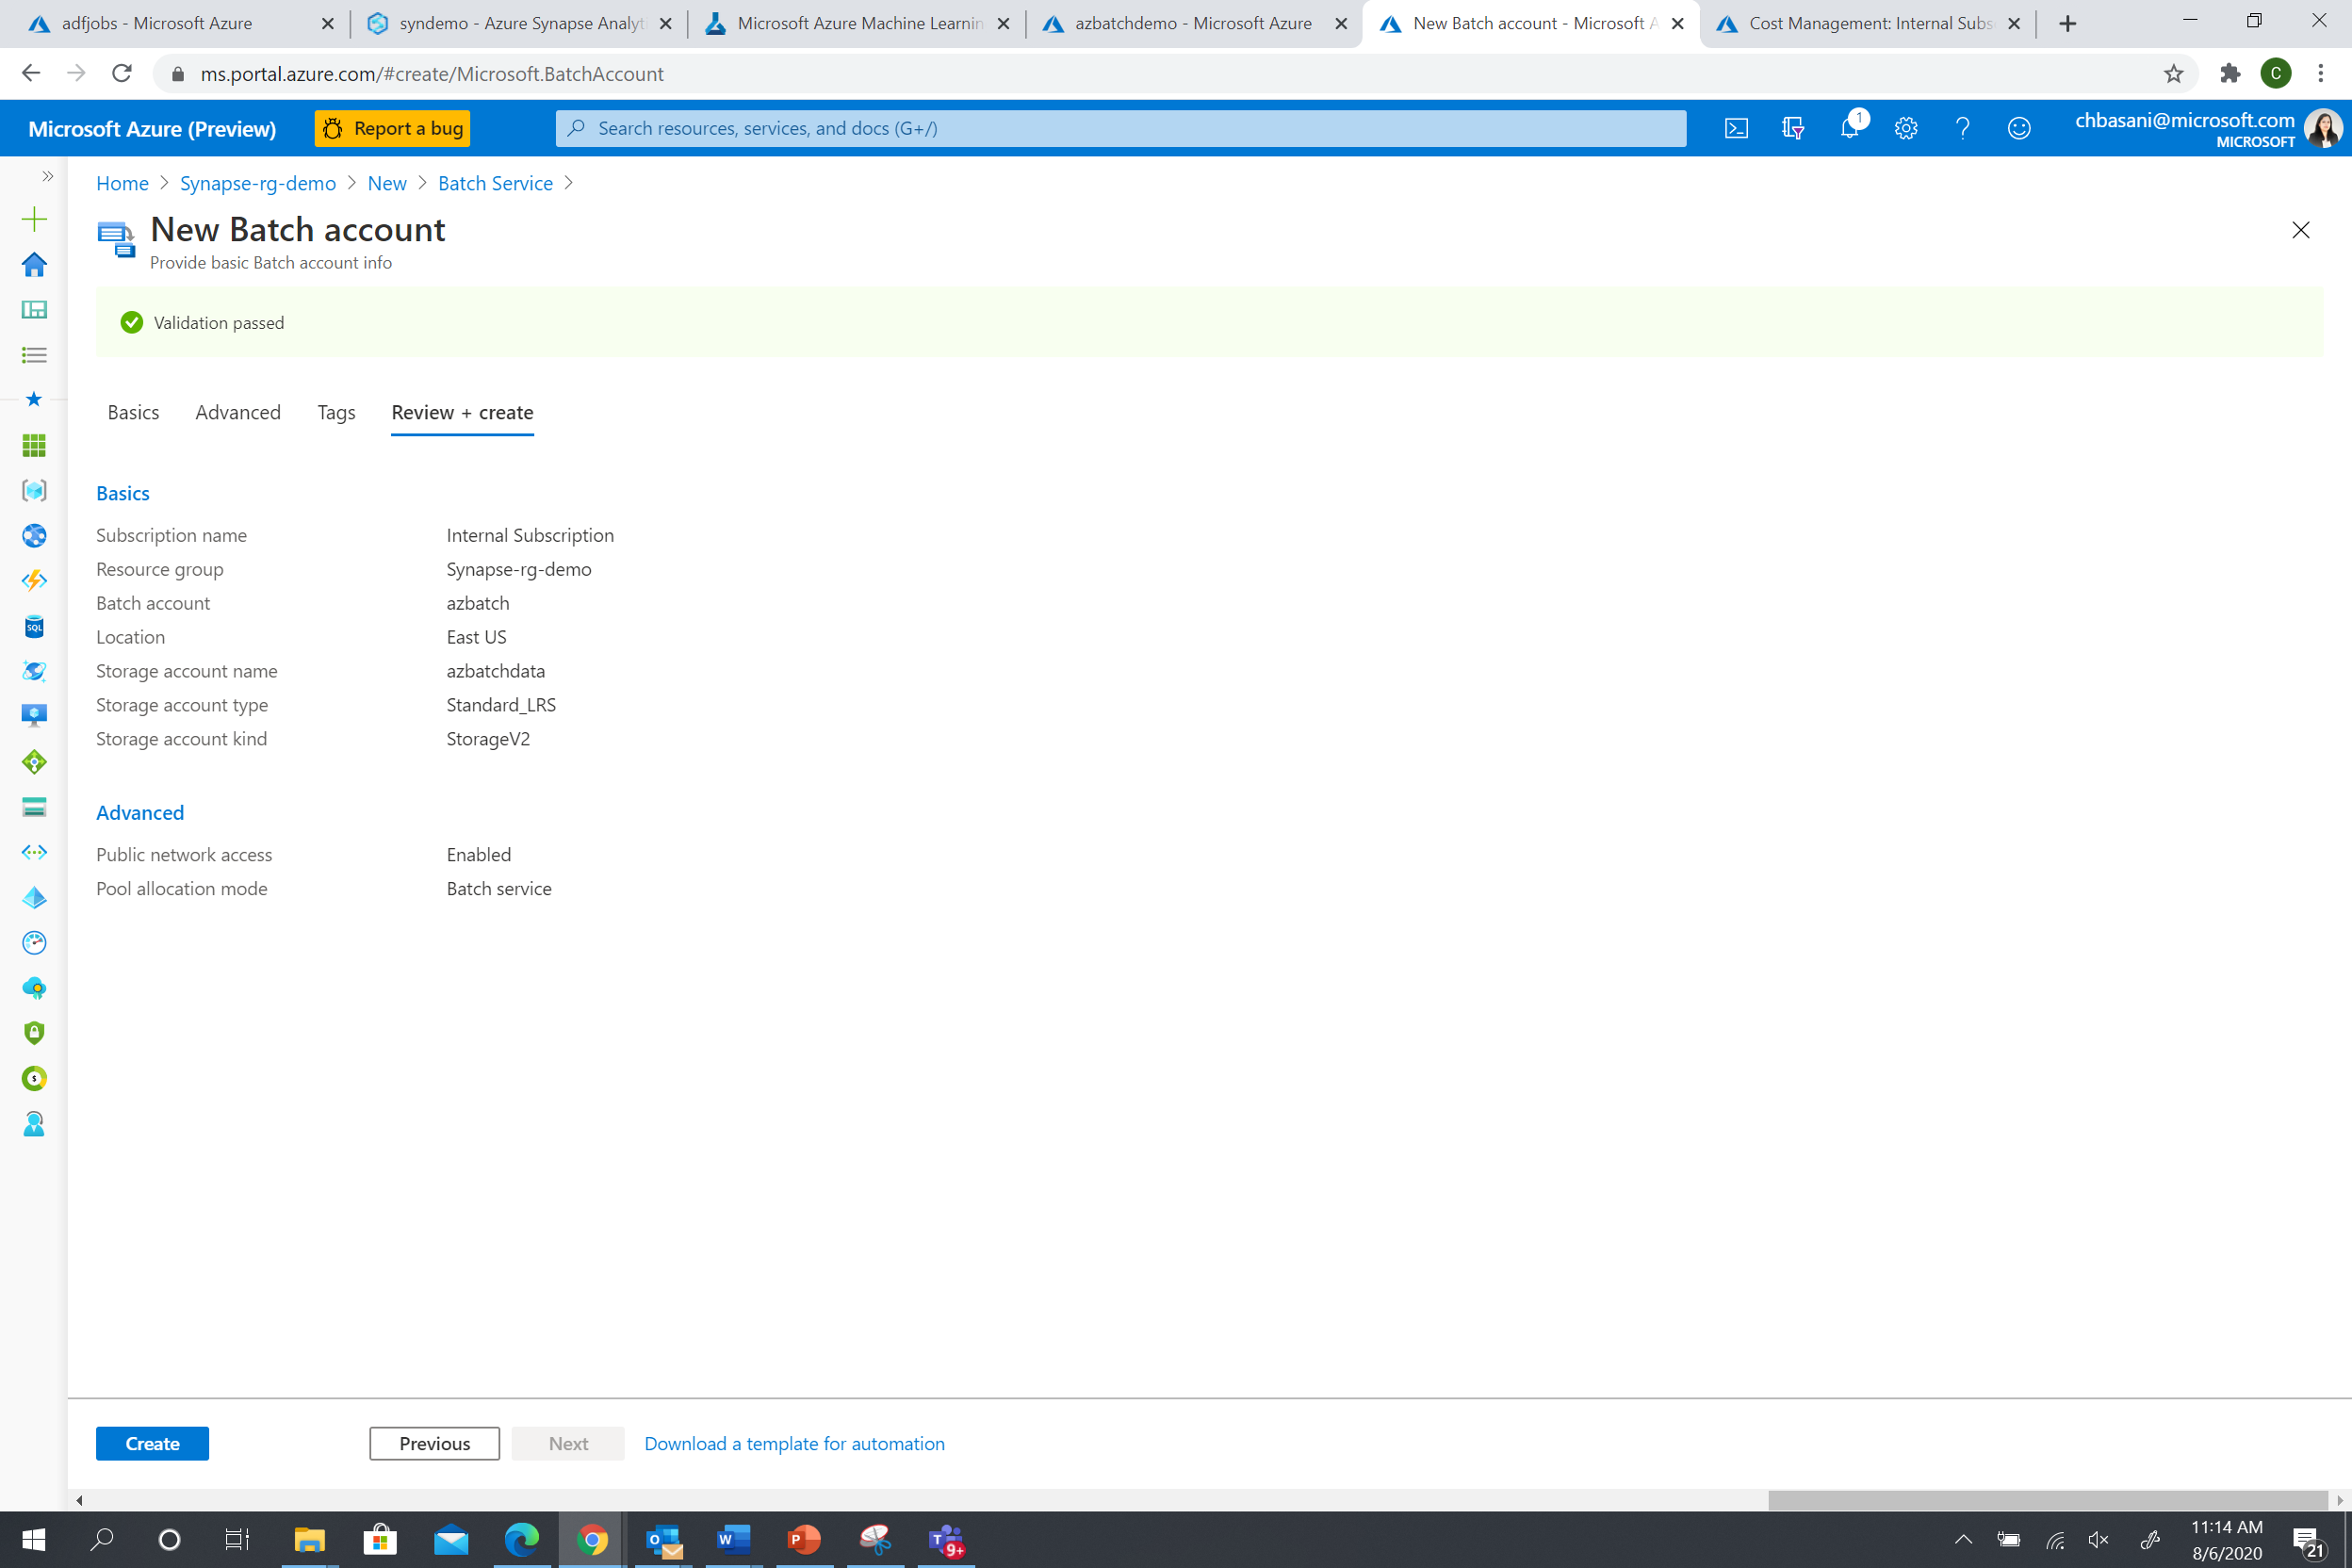 adfjobs - Microsoft Azure
syndemo - Azure Synapse Analyt
Microsoft Azure Machine Learnin
azbatchdemo - Microsoft Azure
New Batch account - Microsoft A
Cost Management: Internal Subs
ms.portal.azure.com/#create/Microsoft.BatchAccount
C
Microsoft Azure (Preview)
Report a bug
Search resources, services, and docs (G+/)
1
chbasani@microsoft.com
MICROSOFT
Home > Synapse-rg-demo > New > Batch Service >
New Batch account
Provide basic Batch account info
Validation passed
Basics Advanced Tags Review + create
Basics
Subscription name Internal Subscription
Resource group Synapse-rg-demo
Batch account azbatch
Location East US
Storage account name azbatchdata
Storage account type Standard_LRS
Storage account kind StorageV2
Advanced
Public network access Enabled
Pool allocation mode Batch service
SQL
Create Previous Next Download a template for automation
9+
11:14 AM
8/6/2020
21